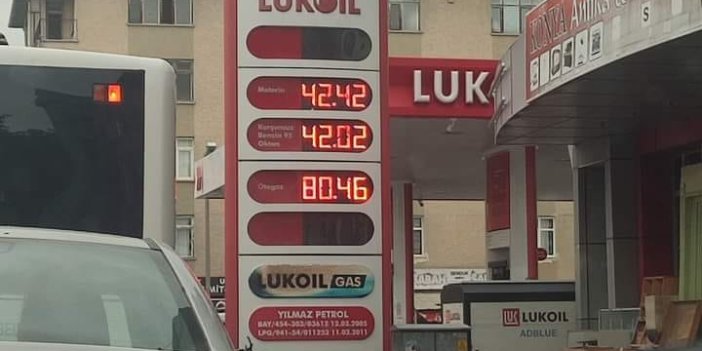 LUKOIL
Motorin 42.42
Kurşunsuz
Benzin 95
Oktan
42.02
Otogaz 80.46
LUKOIL GAS
YILMAZ PETROL
LUK
KONYA
LUKOIL
ADBLUE